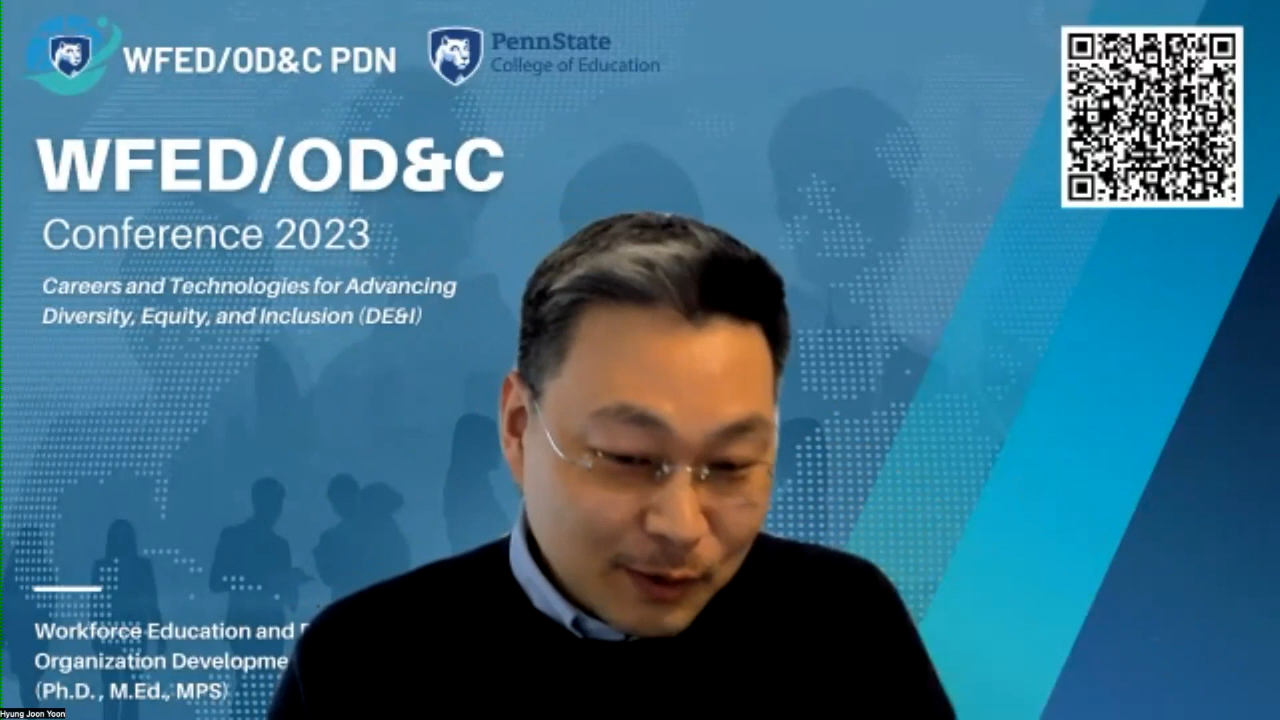 WFED/OD&C PDN
PennState
College of Education
WFED/OD&C
Conference 2023
Careers and Technologies for Advancing
Diversity, Equity, and Inclusion (DE&I)
Workforce Education and
Organization Developme
(Ph.D., M.Ed., MPS)
Hyung Joon Yoon